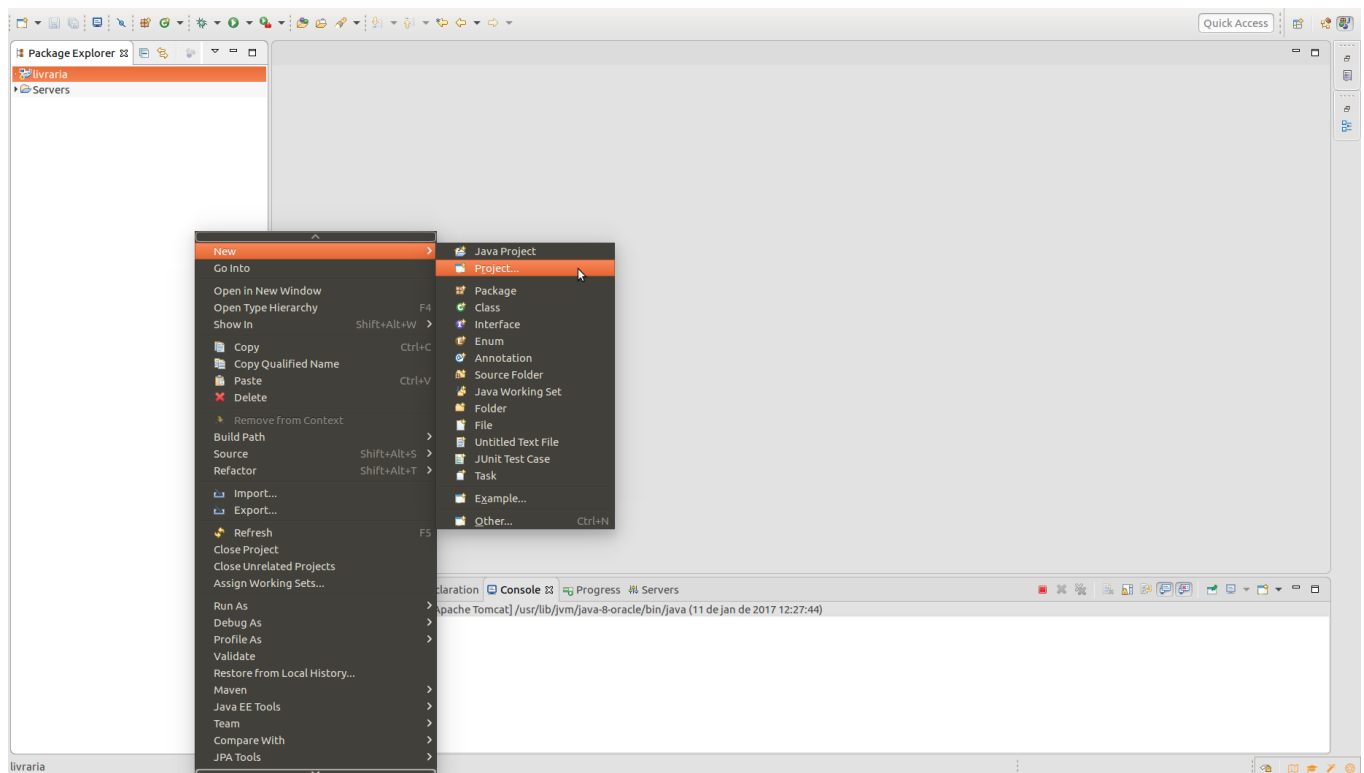 Quick Access
Package Explorer
livraria
Servers
New
Go Into
Open in New Window
Open Type Hierarchy F4
Show In Shift+Alt+W
Copy Ctrl+C
Copy Qualified Name
Paste Ctrl+V
Delete
Remove from Context
Build Path
Source Shift+Alt+S
Refactor Shift+Alt+T
Import...
Export...
Refresh F5
Close Project
Close Unrelated Projects
Assign Working Sets...
Run As
Debug As
Profile As
Validate
Restore from Local History...
Maven
Java EE Tools
Team
Compare With
JPA Tools
Java Project
Project...
Package
Class
Interface
Enum
Annotation
Source Folder
Java Working Set
Folder
File
Untitled Text File
JUnit Test Case
Task
Example...
Other... Ctrl+N
claration Console Progress Servers
Apache Tomcat] /usr/lib/jvm/java-8-oracle/bin/java (11 de jan de 2017 12:27:44)
livraria